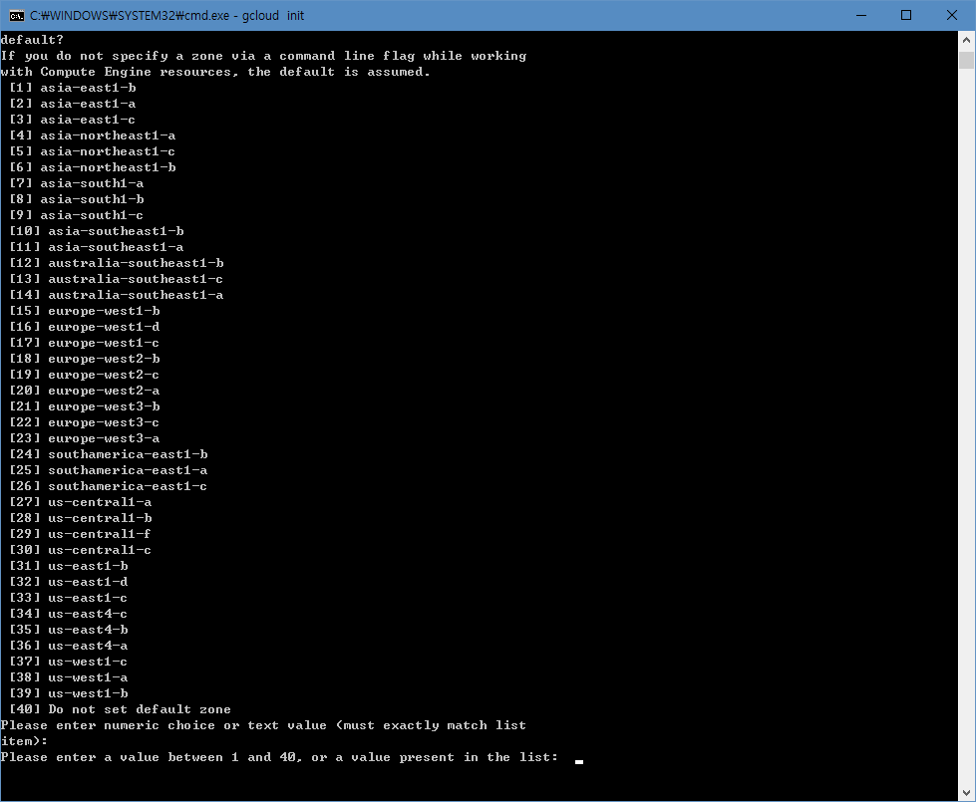 C:₩WINDOWS₩SYSTEM32₩cmd.exe - gcloud  init
default?
If you do not specify a zone via a command line flag while working
with Compute Engine resources, the default is assumed.
[1] asia-east1-b
[2] asia-east1-a
[3] asia-east1-c
[4] asia-northeast1-a
[5] asia-northeast1-c
[6] asia-northeast1-b
[7] asia-south1-a
[8] asia-south1-b
[9] asia-south1-c
[10] asia-southeast1-b
[11] asia-southeast1-a
[12] australia-southeast1-b
[13] australia-southeast1-c
[14] australia-southeast1-a
[15] europe-west1-b
[16] europe-west1-d
[17] europe-west1-c
[18] europe-west2-b
[19] europe-west2-c
[20] europe-west2-a
[21] europe-west3-b
[22] europe-west3-c
[23] europe-west3-a
[24] southamerica-east1-b
[25] southamerica-east1-a
[26] southamerica-east1-c
[27] us-central1-a
[28] us-central1-b
[29] us-central1-f
[30] us-central1-c
[31] us-east1-b
[32] us-east1-d
[33] us-east1-c
[34] us-east4-c
[35] us-east4-b
[36] us-east4-a
[37] us-west1-c
[38] us-west1-a
[39] us-west1-b
[40] Do not set default zone
Please enter numeric choice or text value (must exactly match list
item):
Please enter a value between 1 and 40, or a value present in the list: